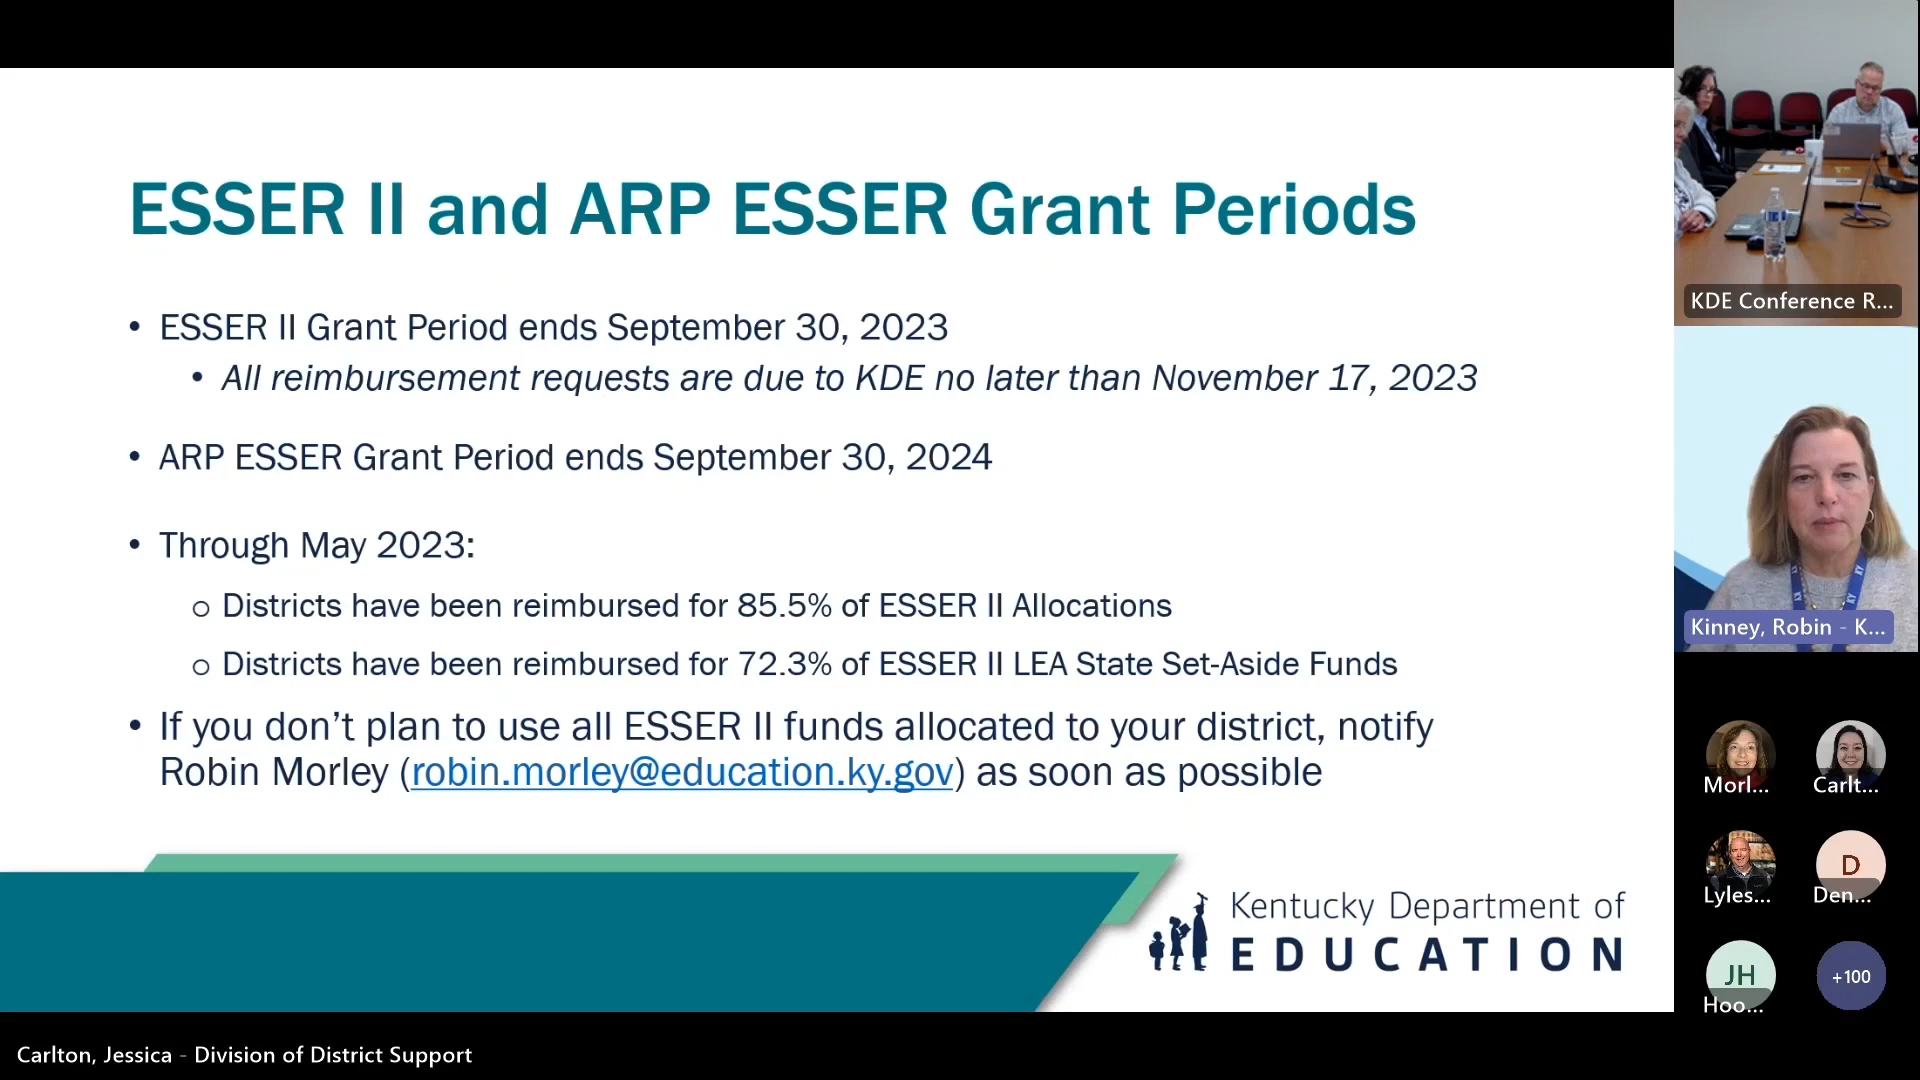 ESSER II and ARP ESSER Grant Periods
• ESSER II Grant Period ends September 30, 2023
• All reimbursement requests are due to KDE no later than November 17, 2023
• ARP ESSER Grant Period ends September 30, 2024
• Through May 2023:
o Districts have been reimbursed for 85.5% of ESSER II Allocations
o Districts have been reimbursed for 72.3% of ESSER II LEA State Set-Aside Funds
• If you don’t plan to use all ESSER II funds allocated to your district, notify
Robin Morley (robin.morley@education.ky.gov) as soon as possible
Kentucky Department of
EDUCATION
KDE Conference R...
KY
Kinney, Robin - K...
Morl...
Carlt...
Lyles...
D
Den...
JH
Hoo...
+100
Carlton, Jessica - Division of District Support